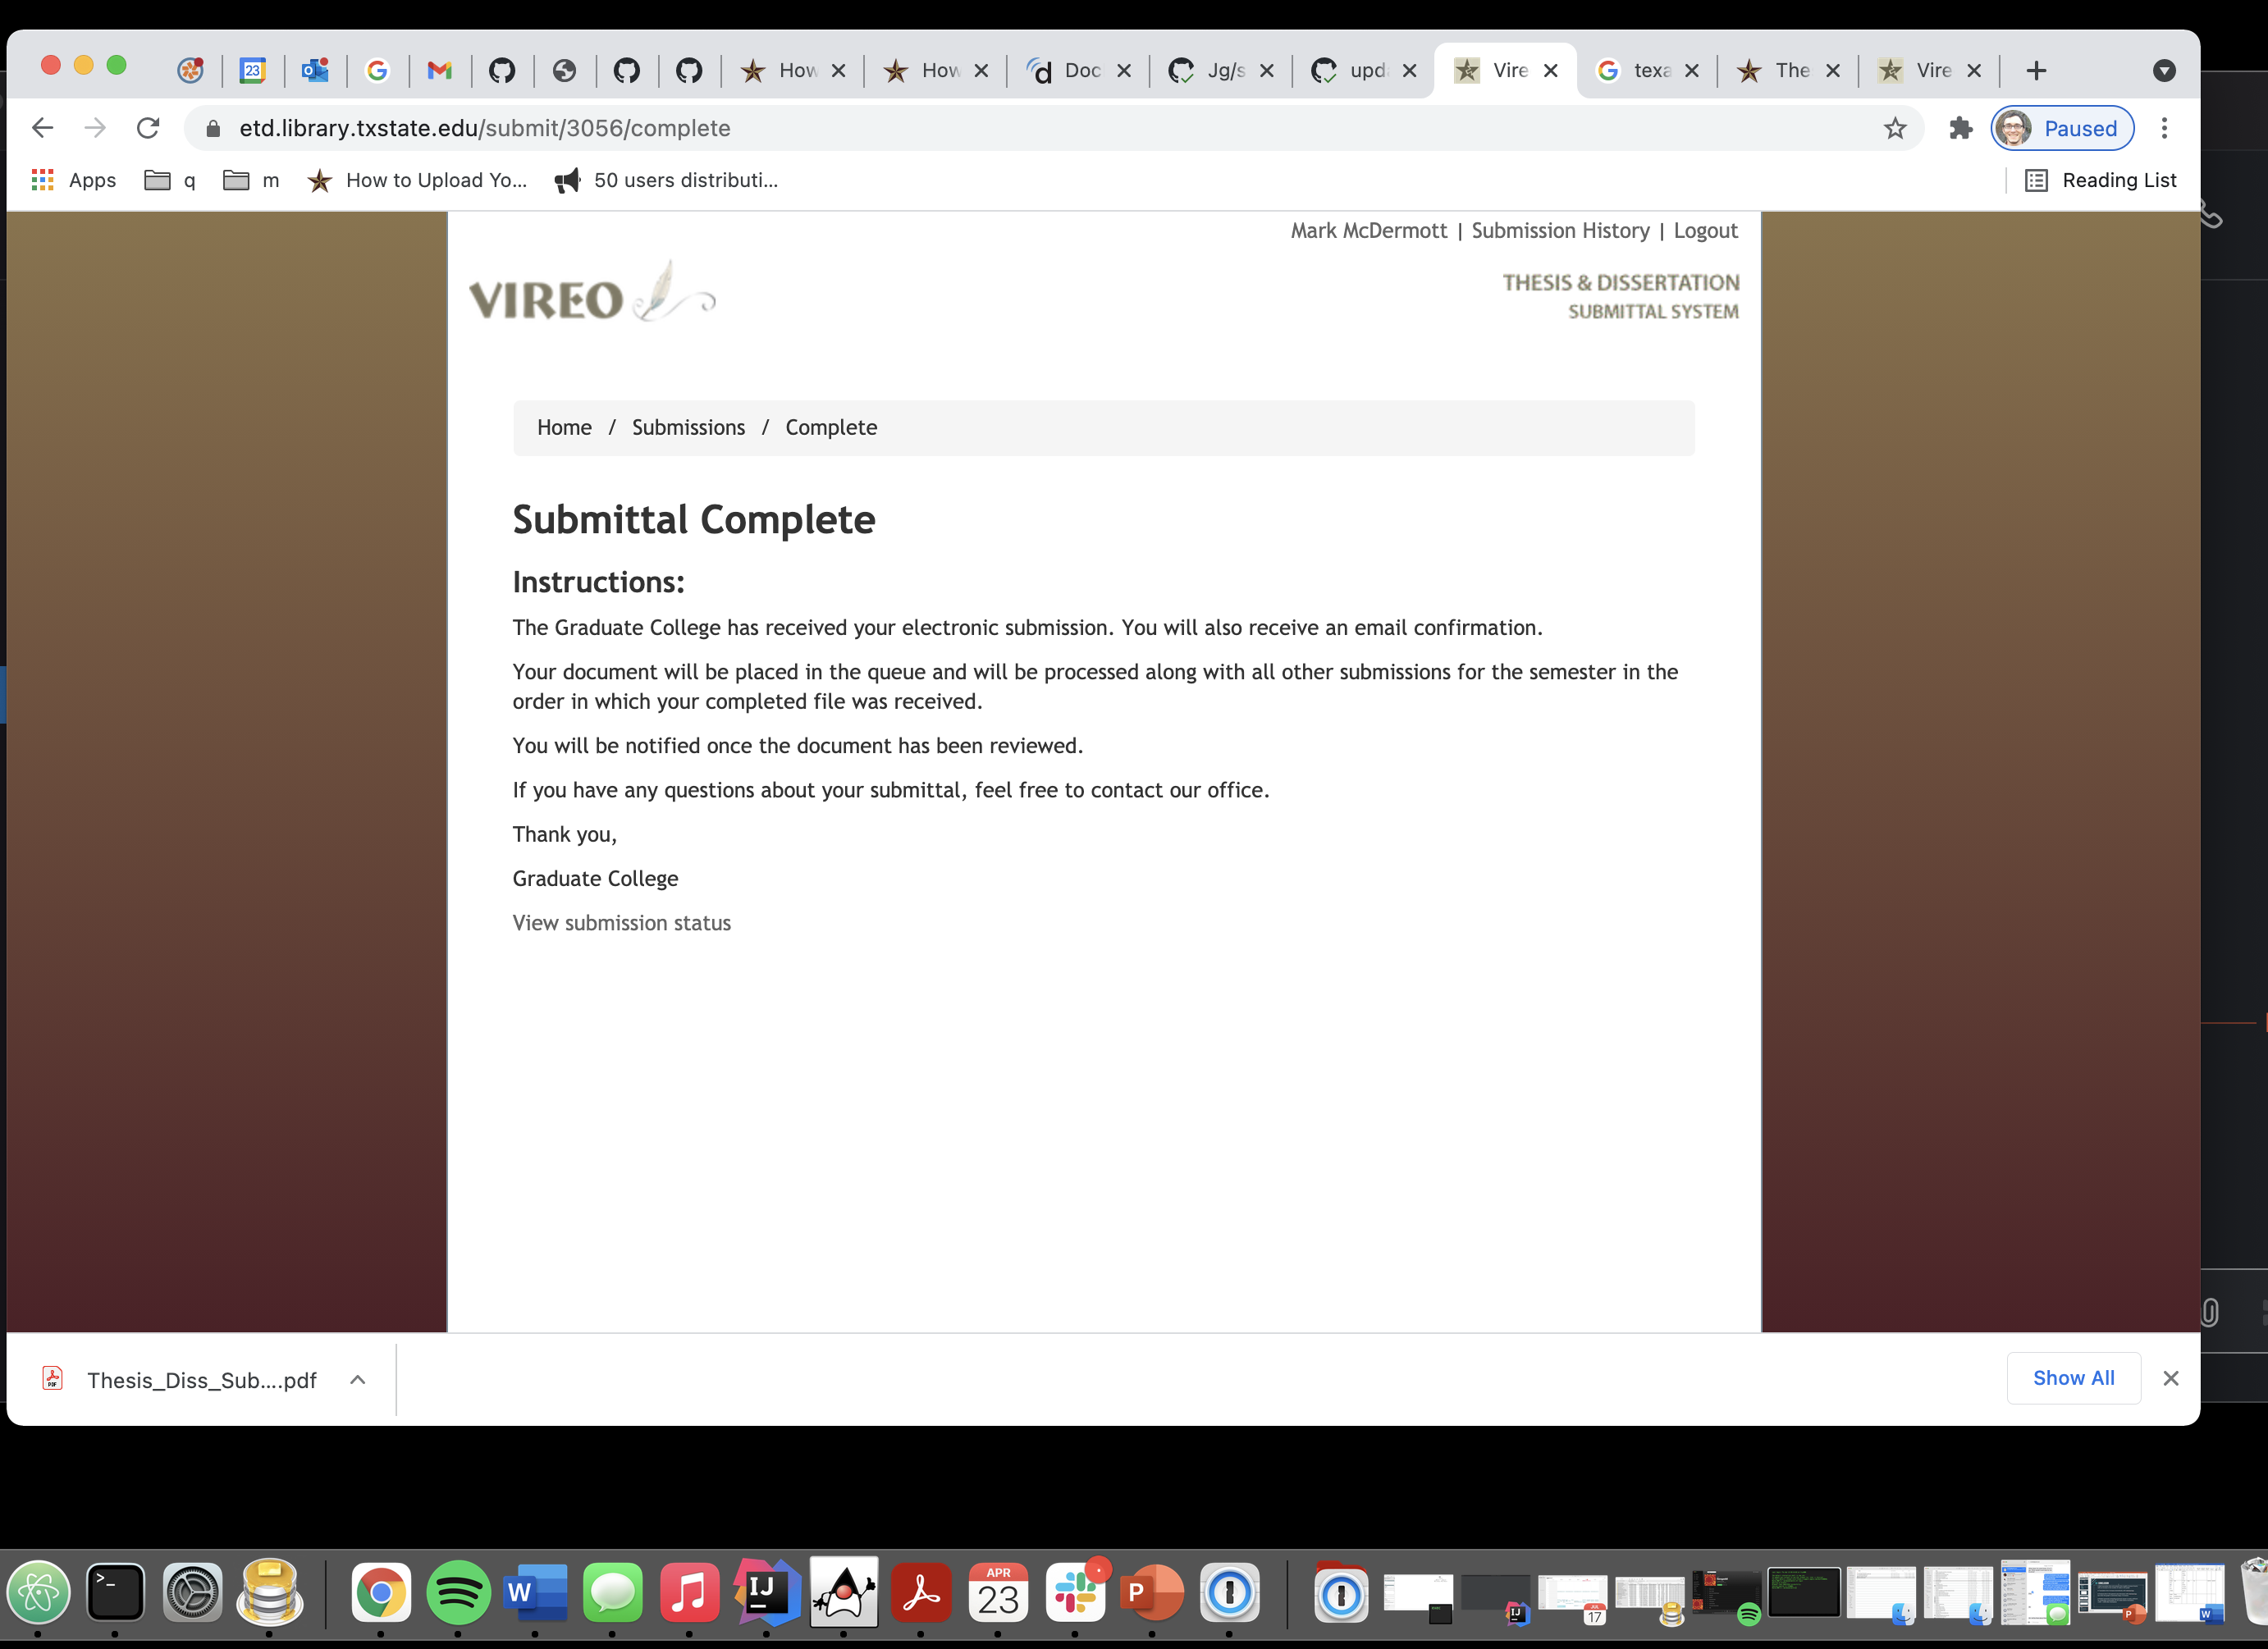 23
How
How
Doc
Jg/s
upd
Vire
texa
The
Vire
etd.library.txstate.edu/submit/3056/complete
Paused
Apps
q
m
How to Upload Yo...
50 users distributi...
Reading List
Mark McDermott | Submission History | Logout
VIREO
THESIS & DISSERTATION
SUBMITTAL SYSTEM
Home / Submissions / Complete
Submittal Complete
Instructions:
The Graduate College has received your electronic submission. You will also receive an email confirmation.
Your document will be placed in the queue and will be processed along with all other submissions for the semester in the
order in which your completed file was received.
You will be notified once the document has been reviewed.
If you have any questions about your submittal, feel free to contact our office.
Thank you,
Graduate College
View submission status
PDF
Thesis_Diss_Sub....pdf
Show All
>_
W
IJ
APR
23
P
IJ
17
P
W